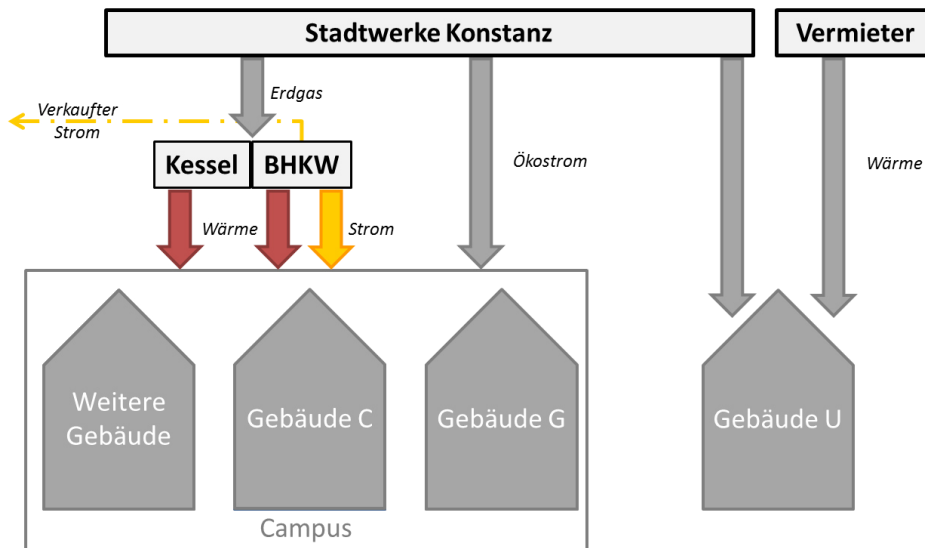 Stadtwerke Konstanz
Vermieter
Erdgas
Verkaufter
Strom
Kessel
BHKW
Ökostrom
Wärme
Wärme
Strom
Weitere
Gebäude
Gebäude C
Gebäude G
Gebäude U
Campus